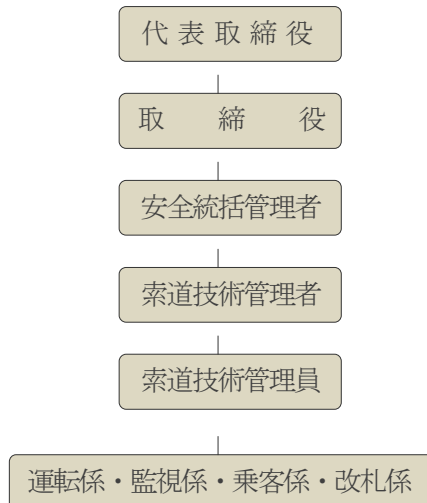 代表取締役
取締役
安全統括管理者
索道技術管理者
索道技術管理員
運転係・監視係・乗客係・改札係